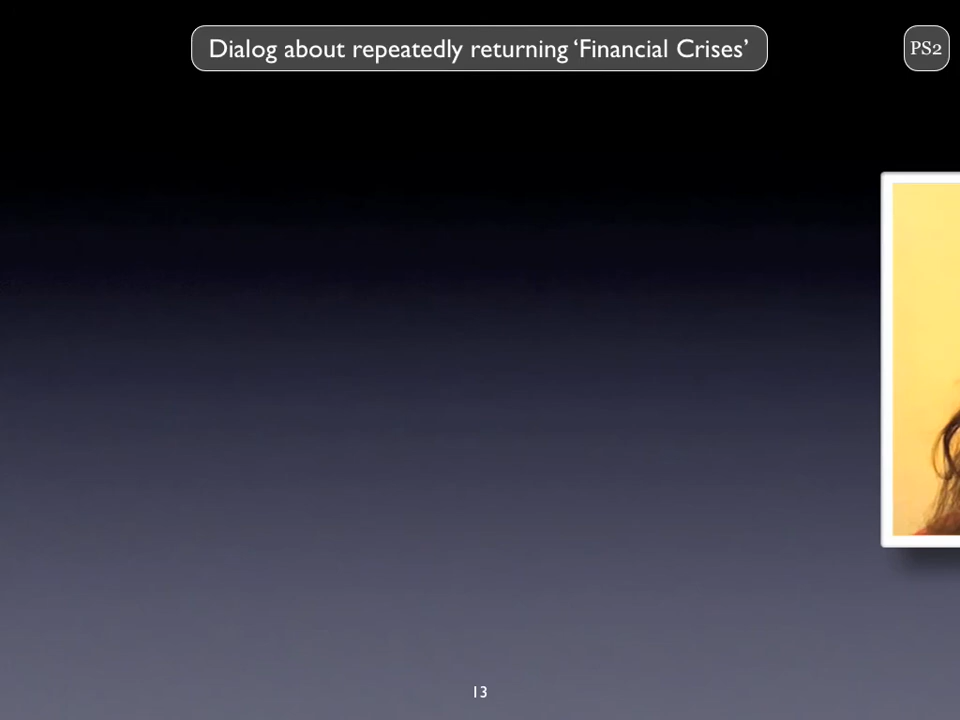 Dialog about repeatedly returning ‘Financial Crises’
PS2
13